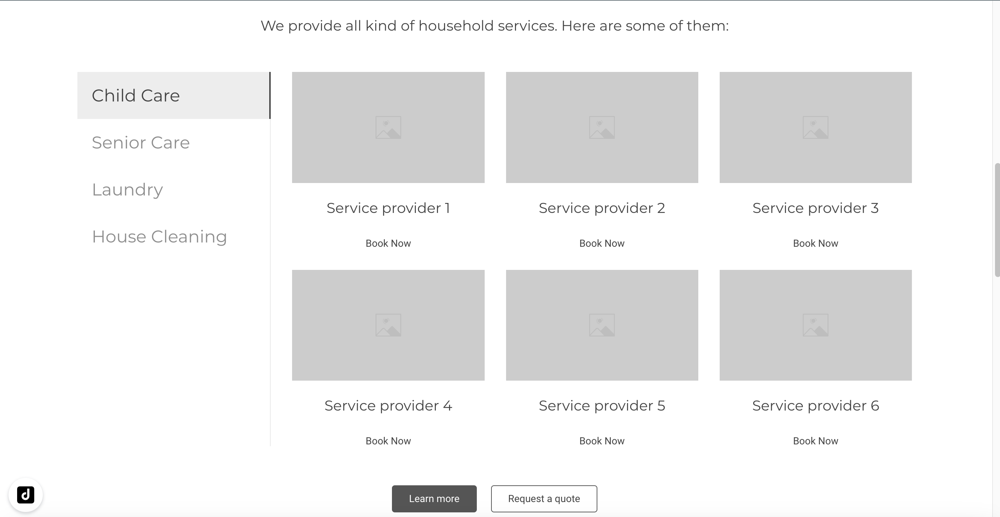 We provide all kind of household services. Here are some of them:
Child Care
Senior Care
Laundry
House Cleaning
Service provider 1
Book Now
Service provider 2
Book Now
Service provider 3
Book Now
Service provider 4
Book Now
Service provider 5
Book Now
Service provider 6
Book Now
Learn more
Request a quote